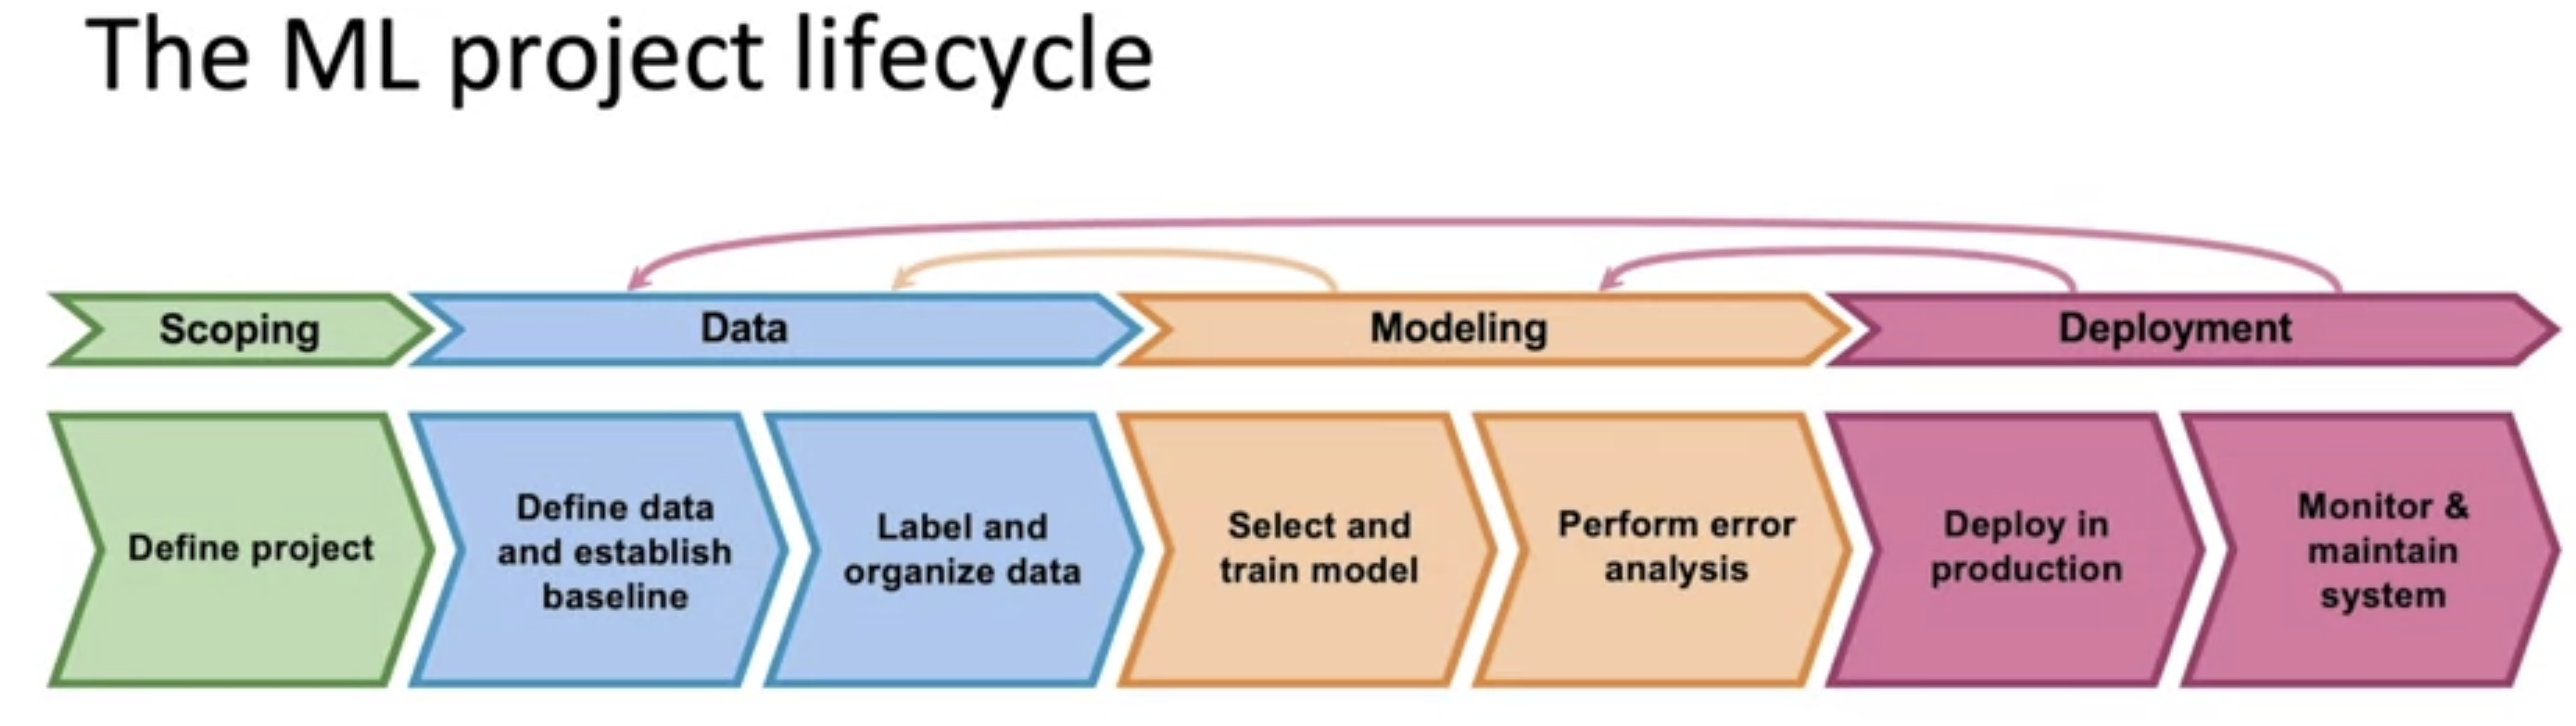 The ML project lifecycle
Scoping
Data
Modeling
Deployment
Define project
Define data
and establish
baseline
Label and
organize data
Select and
train model
Perform error
analysis
Deploy in
production
Monitor &
maintain
system